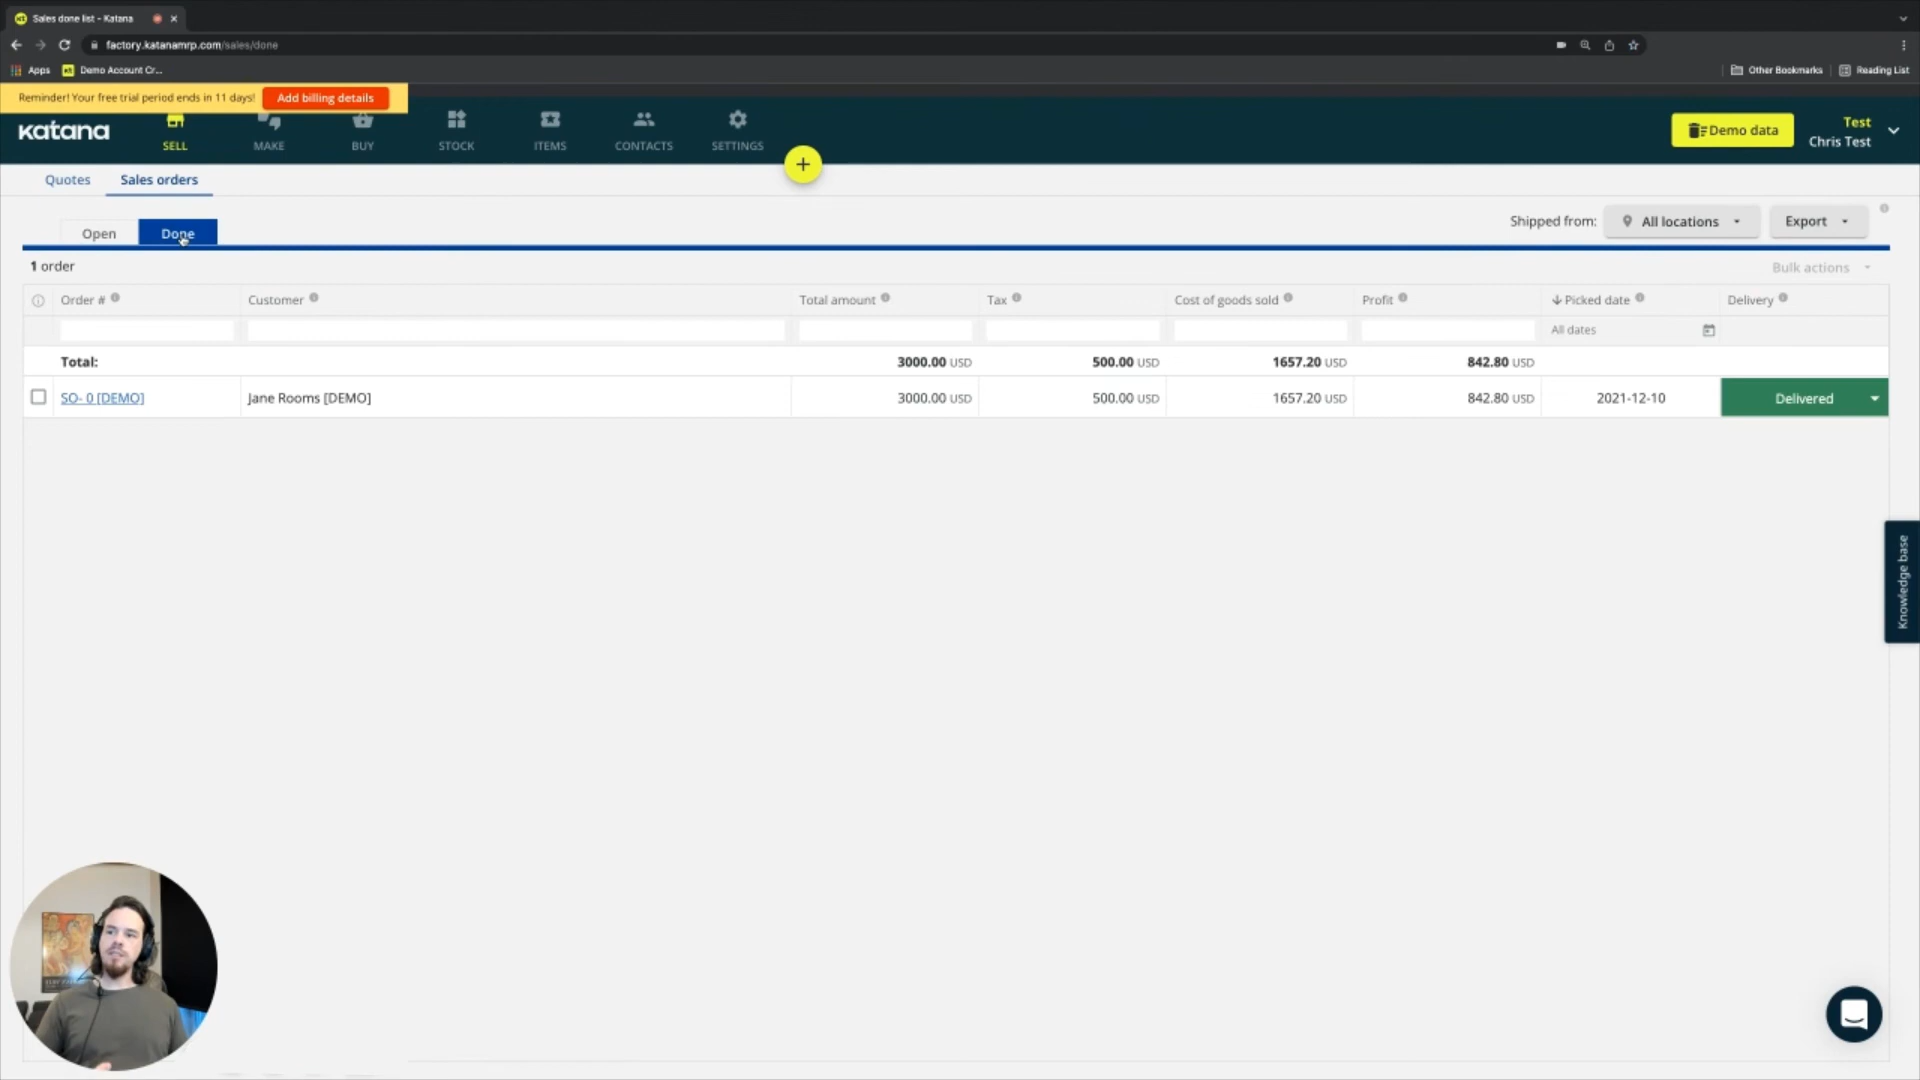 Sales done list - Katana
factory.katanamrp.com/sales/done
Apps
Demo Account Cr...
Other Bookmarks
Reading List
Reminder! Your free trial period ends in 11 days!
Add billing details
katana
SELL
MAKE
BUY
STOCK
ITEMS
CONTACTS
SETTINGS
+
Demo data
Test
Chris Test
Quotes
Sales orders
Open
Done
Shipped from:
All locations
Export
1 order
Bulk actions
Order #
Customer
Total amount
Tax
Cost of goods sold
Profit
Picked date
Delivery
All dates
Total:
3000.00 USD
500.00 USD
1657.20 USD
842.80 USD
SO- 0 [DEMO]
Jane Rooms [DEMO]
3000.00 USD
500.00 USD
1657.20 USD
842.80 USD
2021-12-10
Delivered
Knowledge base